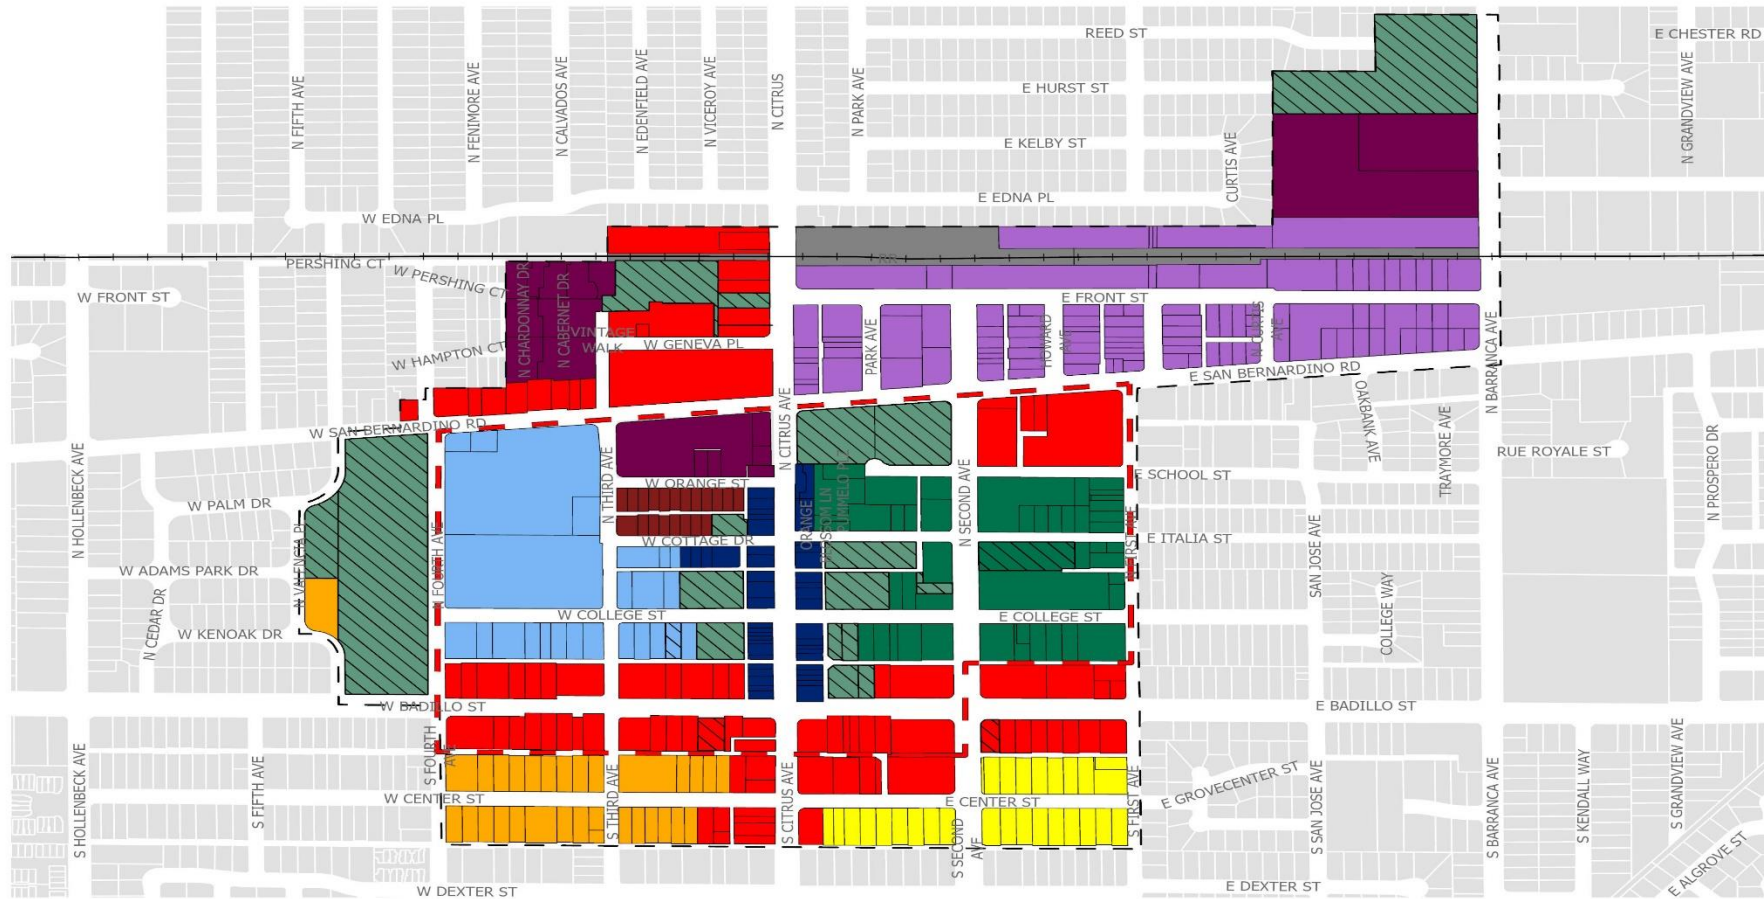 REED ST
E CHESTER RD
E HURST ST
N FIFTH AVE
N FENIMORE AVE
N CALVADOS AVE
N EDENFIELD AVE
N VICEROY AVE
N CITRUS
N PARK AVE
N GRANDVIEW AVE
E KELBY ST
CURTIS AVE
W EDNA PL
E EDNA PL
PERSHING CT
W PERSHING CT
RR
W FRONT ST
E FRONT ST
N CHARDONNAY DR
N CABERNET DR
VINTAGE
WALK
W GENEVA PL
W HAMPTON CT
PARK AVE
HOWARD
AVE
N CURTIS
AVE
N BARRANCA AVE
E SAN BERNARDINO RD
W SAN BERNARDINO RD
N CITRUS AVE
OAKBANK AVE
TRAYMORE AVE
RUE ROYALE ST
N PROSPERO DR
N HOLLENBECK AVE
N THIRD AVE
W ORANGE ST
E SCHOOL ST
W PALM DR
N FOURTH AVE
ORANGE
N SECOND AVE
W COTTAGE DR
E ITALIA ST
FIRST AVE
SAN JOSE AVE
W ADAMS PARK DR
N CEDAR DR
W KENOAK DR
W COLLEGE ST
E COLLEGE ST
COLLEGE WAY
W BADILLO ST
E BADILLO ST
S HOLLENBECK AVE
S FIFTH AVE
S FOURTH
AVE
S THIRD AVE
S CITRUS AVE
W CENTER ST
E CENTER ST
E GROVECENTER ST
S SECOND
AVE
S FIRST AVE
S SAN JOSE AVE
S BARRANCA AVE
S KENDALL WAY
S GRANDVIEW AVE
E ALGROVE ST
W DEXTER ST
E DEXTER ST